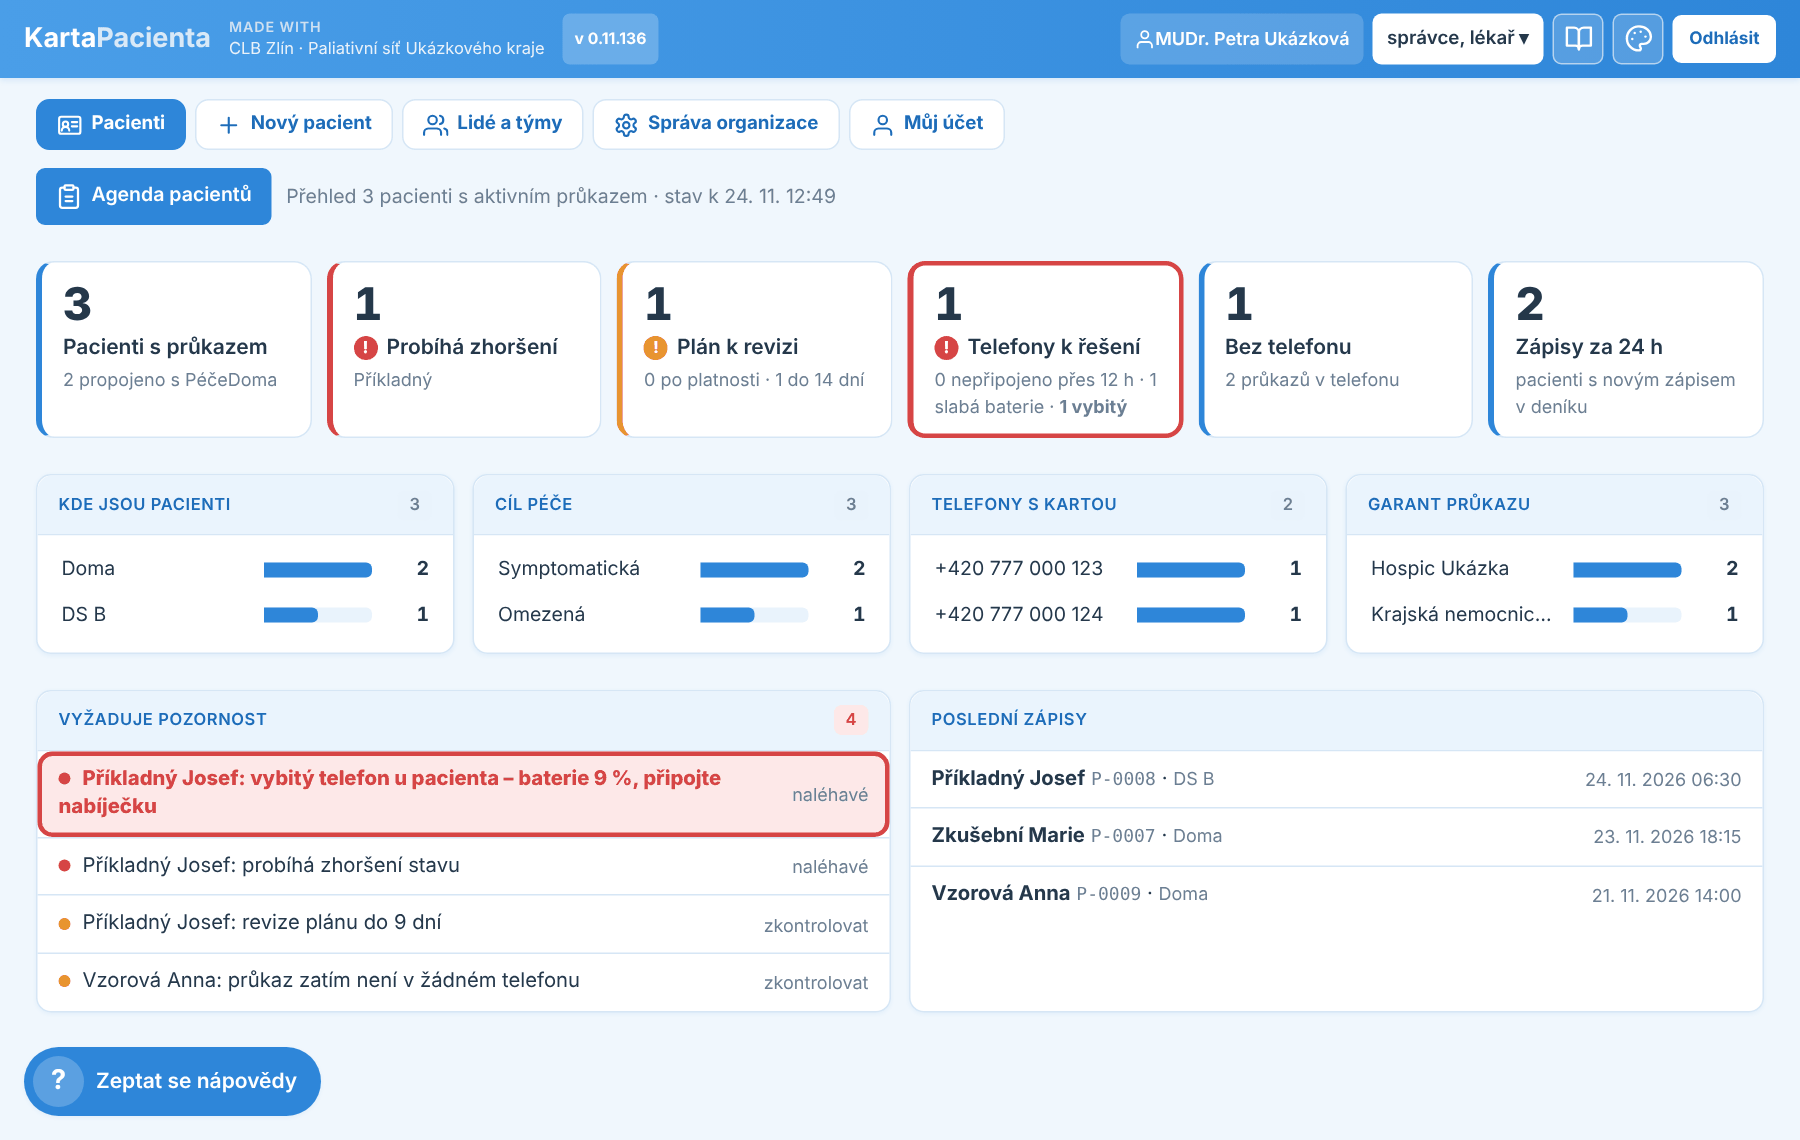 KartaPacienta
MADE WITH
CLB Zlín · Paliativní síť Ukázkového kraje
v 0.11.136
MUDr. Petra Ukázková
správce, lékař ▾
Odhlásit
Pacienti
Nový pacient
Lidé a týmy
Správa organizace
Můj účet
Agenda pacientů
Přehled 3 pacienti s aktivním průkazem · stav k 24. 11. 12:49
3
Pacienti s průkazem
2 propojeno s PéčeDoma
1
! Probíhá zhoršení
Příkladný
1
! Plán k revizi
0 po platnosti · 1 do 14 dní
1
! Telefony k řešení
0 nepřipojeno přes 12 h · 1
slabá baterie · 1 vybitý
1
Bez telefonu
2 průkazů v telefonu
2
Zápisy za 24 h
pacienti s novým zápisem
v deníku
KDE JSOU PACIENTI 3
Doma 2
DS B 1
CÍL PÉČE 3
Symptomatická 2
Omezená 1
TELEFONY S KARTOU 2
+420 777 000 123 1
+420 777 000 124 1
GARANT PRŮKAZU 3
Hospic Ukázka 2
Krajská nemocnic... 1
VYŽADUJE POZORNOST 4
Příkladný Josef: vybitý telefon u pacienta – baterie 9 %, připojte
nabíječku
naléhavé
Příkladný Josef: probíhá zhoršení stavu naléhavé
Příkladný Josef: revize plánu do 9 dní zkontrolovat
Vzorová Anna: průkaz zatím není v žádném telefonu zkontrolovat
POSLEDNÍ ZÁPISY
Příkladný Josef P-0008 · DS B 24. 11. 2026 06:30
Zkušební Marie P-0007 · Doma 23. 11. 2026 18:15
Vzorová Anna P-0009 · Doma 21. 11. 2026 14:00
? Zeptat se nápovědy